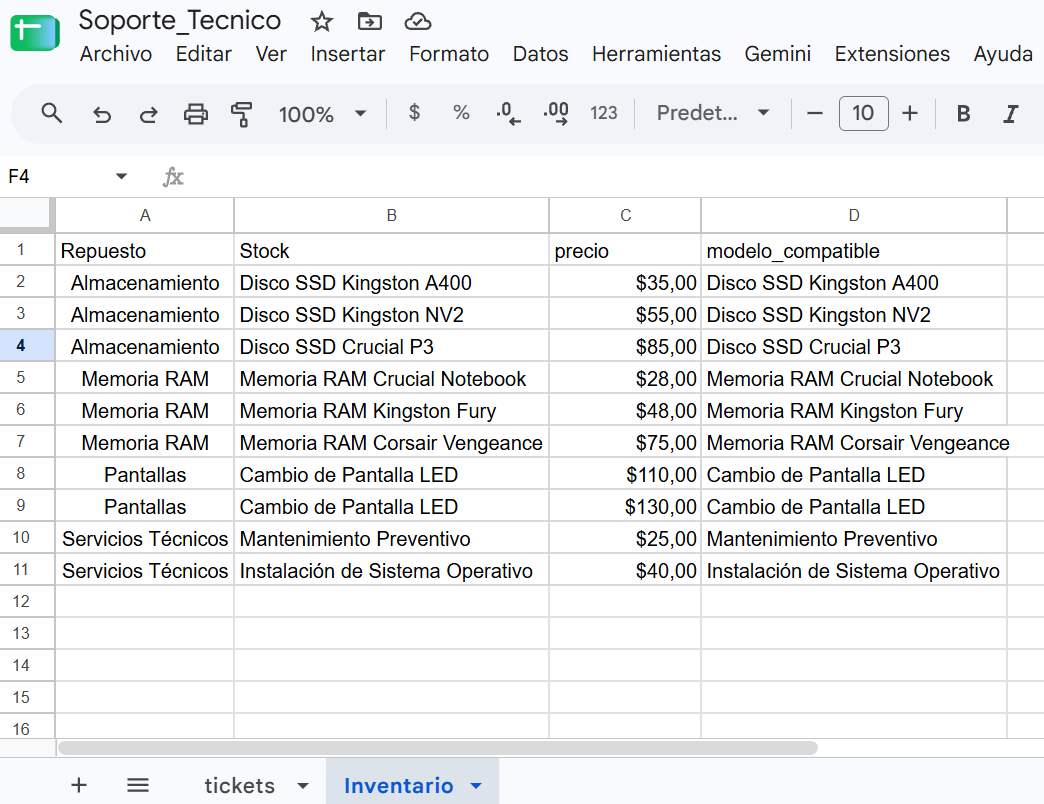 Soporte_Tecnico
Archivo Editar Ver Insertar Formato Datos Herramientas Gemini Extensiones Ayuda
100% $ % .0 .00 123 Predet... − 10 + B I
F4 fx
A B C D
1 Repuesto Stock precio modelo_compatible
2 Almacenamiento Disco SSD Kingston A400 $35,00 Disco SSD Kingston A400
3 Almacenamiento Disco SSD Kingston NV2 $55,00 Disco SSD Kingston NV2
4 Almacenamiento Disco SSD Crucial P3 $85,00 Disco SSD Crucial P3
5 Memoria RAM Memoria RAM Crucial Notebook $28,00 Memoria RAM Crucial Notebook
6 Memoria RAM Memoria RAM Kingston Fury $48,00 Memoria RAM Kingston Fury
7 Memoria RAM Memoria RAM Corsair Vengeance $75,00 Memoria RAM Corsair Vengeance
8 Pantallas Cambio de Pantalla LED $110,00 Cambio de Pantalla LED
9 Pantallas Cambio de Pantalla LED $130,00 Cambio de Pantalla LED
10 Servicios Técnicos Mantenimiento Preventivo $25,00 Mantenimiento Preventivo
11 Servicios Técnicos Instalación de Sistema Operativo $40,00 Instalación de Sistema Operativo
12
13
14
15
16
+ tickets Inventario